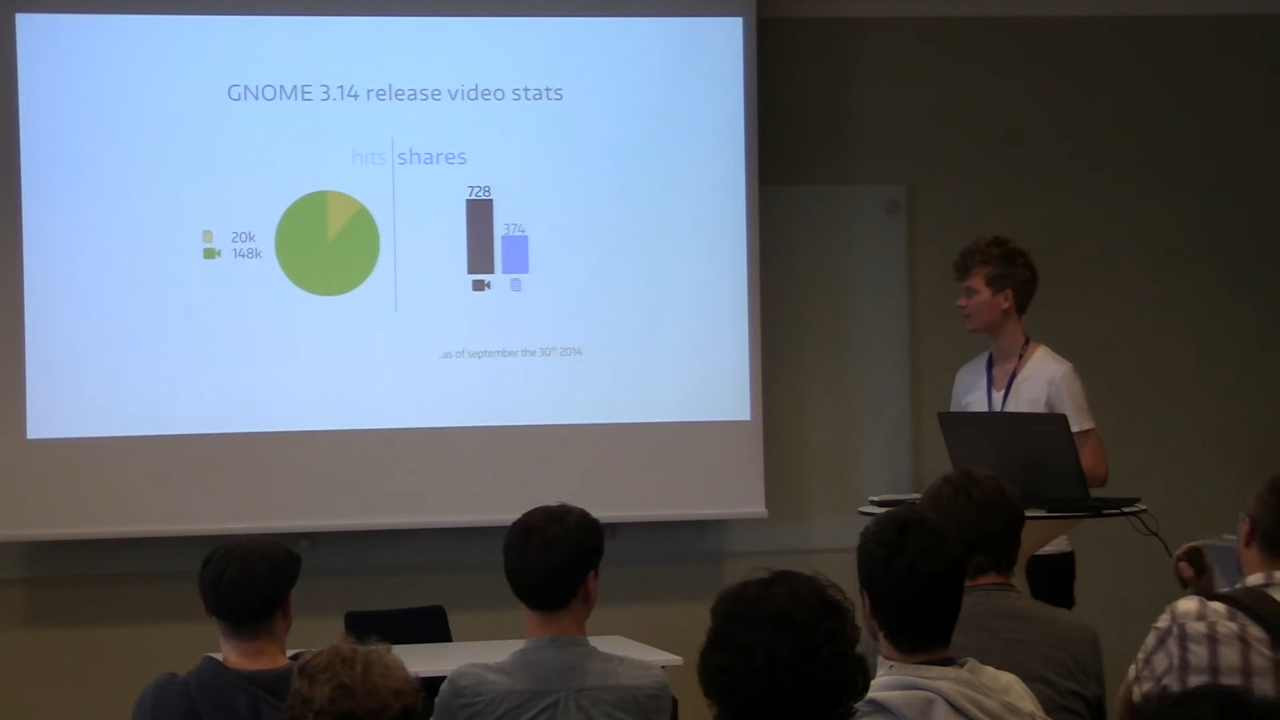 GNOME 3.14 release video stats
hits shares
728
374
20k
148k
...as of september the 30th 2014